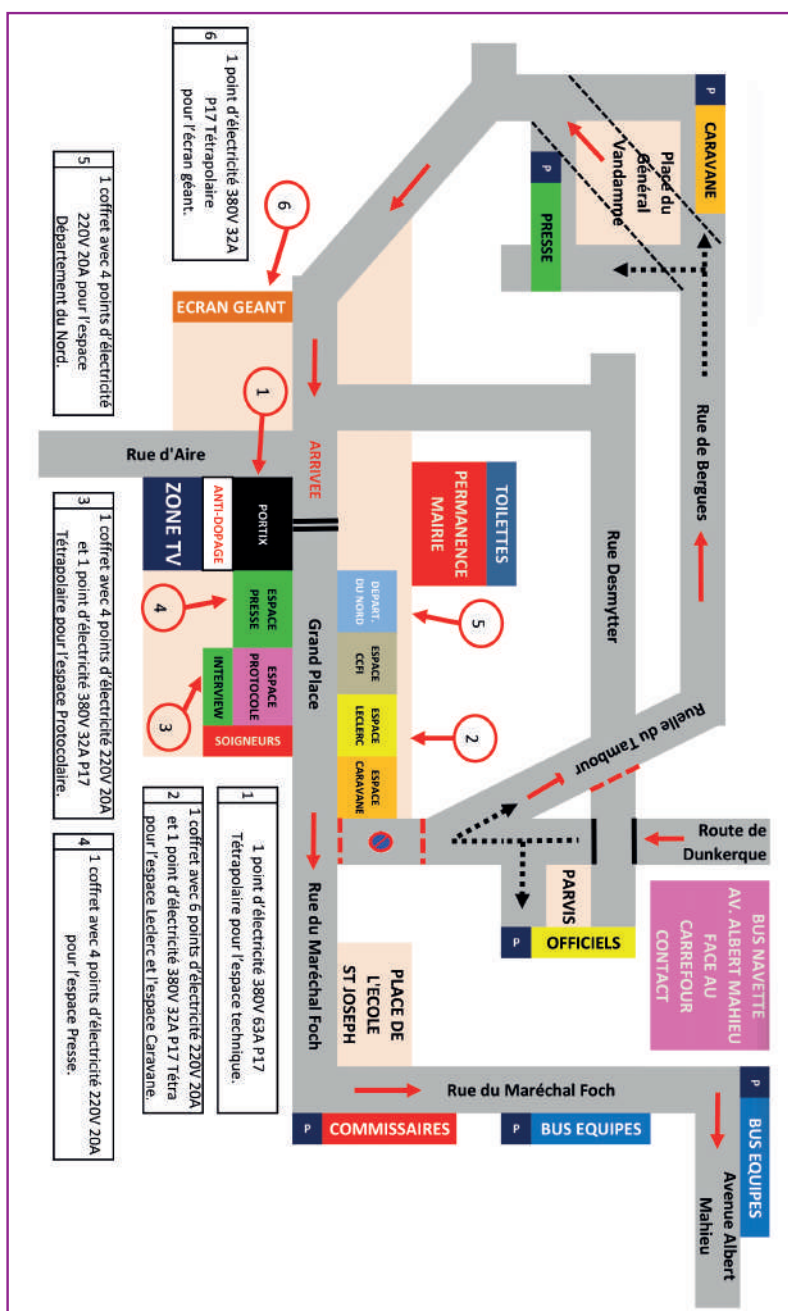 6
1 point d'électricité 380V 32A
P17 Tétrapolaire
pour l'écran géant.
5
1 coffret avec 4 points d'électricité
220V 20A pour l'espace
Département du Nord.
3
1 coffret avec 4 points d'électricité 220V 20A
et 1 point d'électricité 380V 32A P17
Tétrapolaire pour l'espace Protocolaire.
4
1 coffret avec 4 points d'électricité 220V 20A
pour l'espace Presse.
2
1 coffret avec 6 points d'électricité 220V 20A
et 1 point d'électricité 380V 32A P17 Tétra
pour l'espace Leclerc et l'espace Caravane.
1
1 point d'électricité 380V 63A P17
Tétrapolaire pour l'espace technique.
P
CARAVANE
Place du
Général
Vandamme
P
PRESSE
6
ECRAN GEANT
1
Rue de Bergues
ARRIVEE
Rue d'Aire
TOILETTES
PERMANENCE
MAIRIE
Rue Desmytter
PORTIX
ANTI-DOPAGE
ZONE TV
Grand Place
DEPART.
DU NORD
ESPACE
CCFI
ESPACE
LECLERC
ESPACE
CARAVANE
5
2
ESPACE
PRESSE
ESPACE
PROTOCOLE
INTERVIEW
SOIGNEURS
4
3
Ruelle du Tambour
Route de
Dunkerque
PARVIS
P
OFFICIELS
BUS NAVETTE
AV. ALBERT MAHIEU
FACE AU
CARREFOUR
CONTACT
Rue du Maréchal Foch
PLACE DE
L'ECOLE
ST JOSEPH
Rue du Maréchal Foch
P
COMMISSAIRES
P
BUS EQUIPES
P
BUS EQUIPES
Avenue Albert
Mahieu